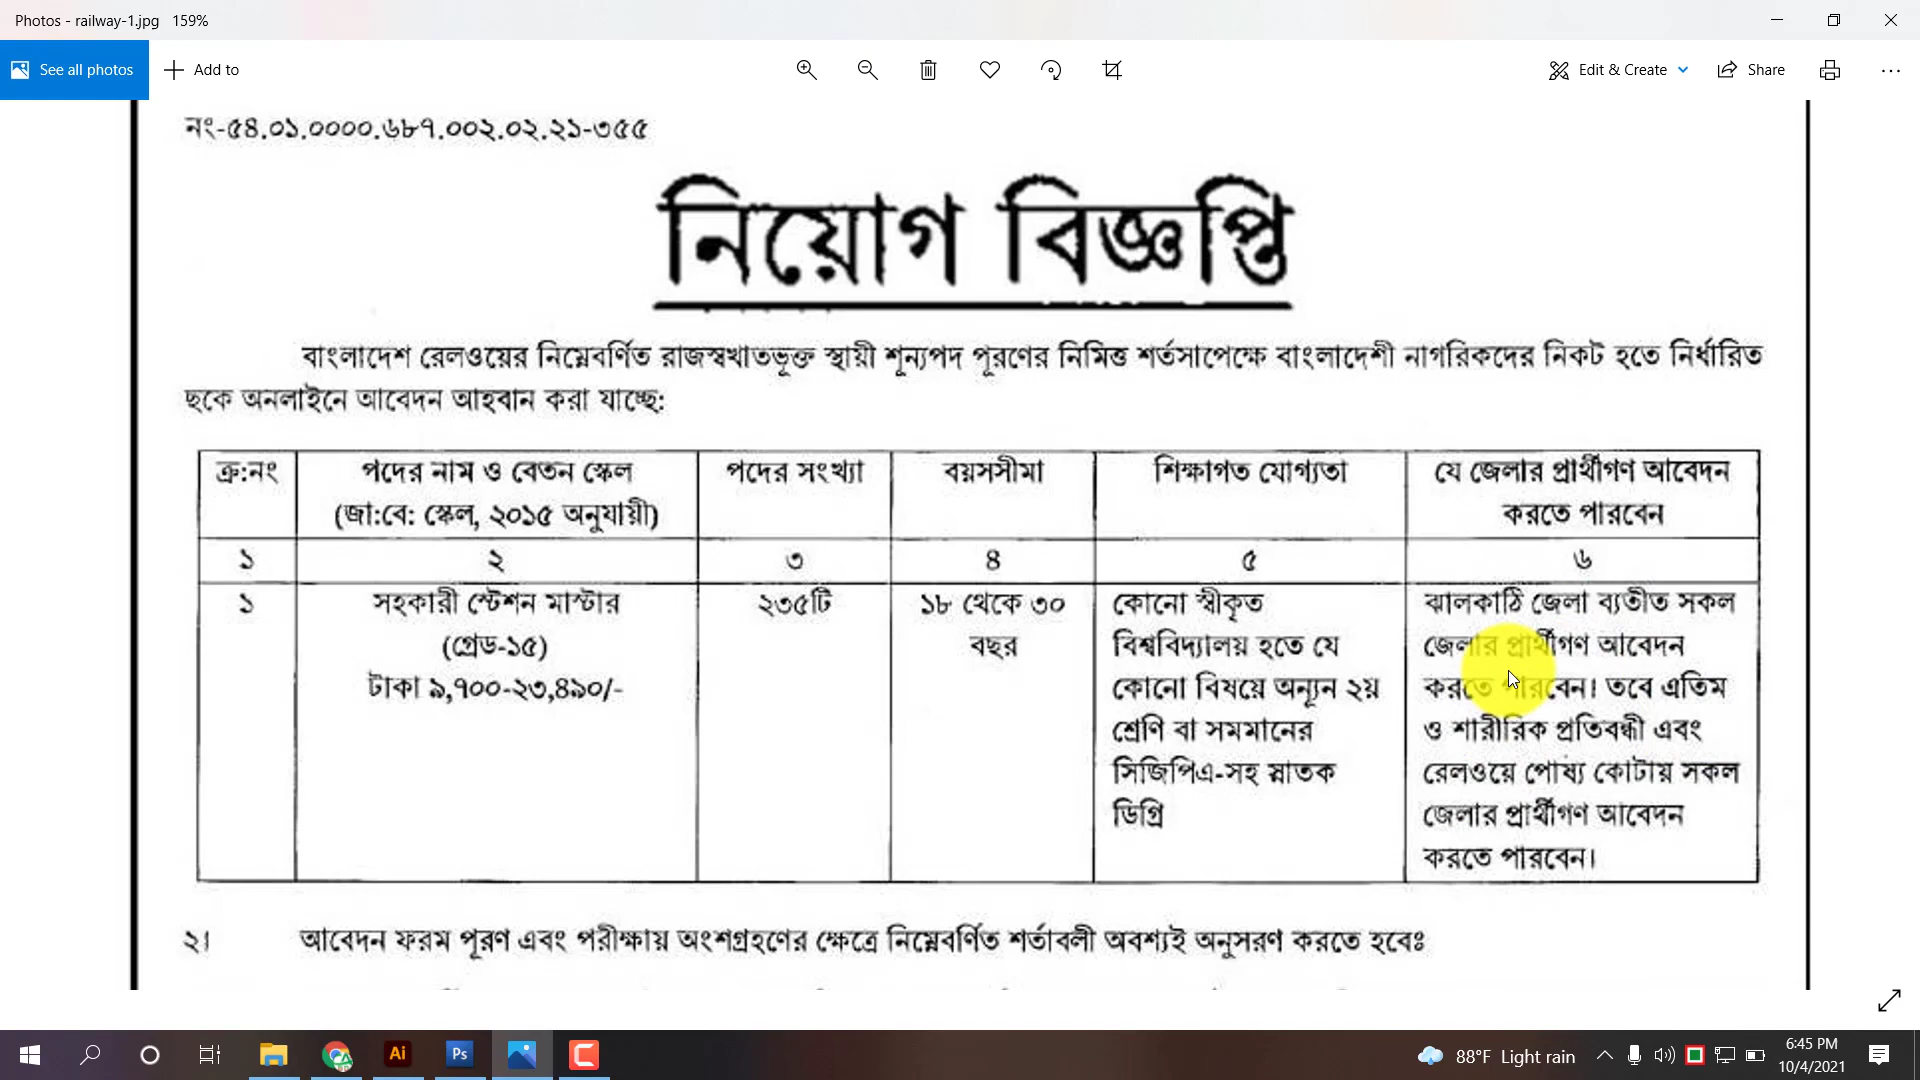 Photos - railway-1.jpg 159%
See all photos
Add to
Edit & Create
Share
নং-৫৪.০১.০০০০.৬৮৭.০০২.০২.২১-৩৫৫
নিয়োগ বিজ্ঞপ্তি
বাংলাদেশ রেলওয়ের নিম্নেবর্ণিত রাজস্বখাতভূক্ত স্থায়ী শূন্যপদ পূরণের নিমিত্ত শর্তসাপেক্ষে বাংলাদেশী নাগরিকদের নিকট হতে নির্ধারিত
ছকে অনলাইনে আবেদন আহবান করা যাচ্ছে:
ক্র:নং
পদের নাম ও বেতন স্কেল
(জা:বে: স্কেল, ২০১৫ অনুযায়ী)
পদের সংখ্যা
বয়সসীমা
শিক্ষাগত যোগ্যতা
যে জেলার প্রার্থীগণ আবেদন
করতে পারবেন
১
২
৩
৪
৫
৬
১
সহকারী স্টেশন মাস্টার
(গ্রেড-১৫)
টাকা ৯,৭০০-২৩,৪৯০/-
২৩৫টি
১৮ থেকে ৩০
বছর
কোনো স্বীকৃত
বিশ্ববিদ্যালয় হতে যে
কোনো বিষয়ে অন্যূন ২য়
শ্রেণি বা সমমানের
সিজিপিএ-সহ স্নাতক
ডিগ্রি
ঝালকাঠি জেলা ব্যতীত সকল
জেলার প্রার্থীগণ আবেদন
করতে পারবেন। তবে এতিম
ও শারীরিক প্রতিবন্ধী এবং
রেলওয়ে পোষ্য কোটায় সকল
জেলার প্রার্থীগণ আবেদন
করতে পারবেন।
২। আবেদন ফরম পূরণ এবং পরীক্ষায় অংশগ্রহণের ক্ষেত্রে নিম্নেবর্ণিত শর্তাবলী অবশ্যই অনুসরণ করতে হবেঃ
Ai
Ps
88°F Light rain
6:45 PM
10/4/2021